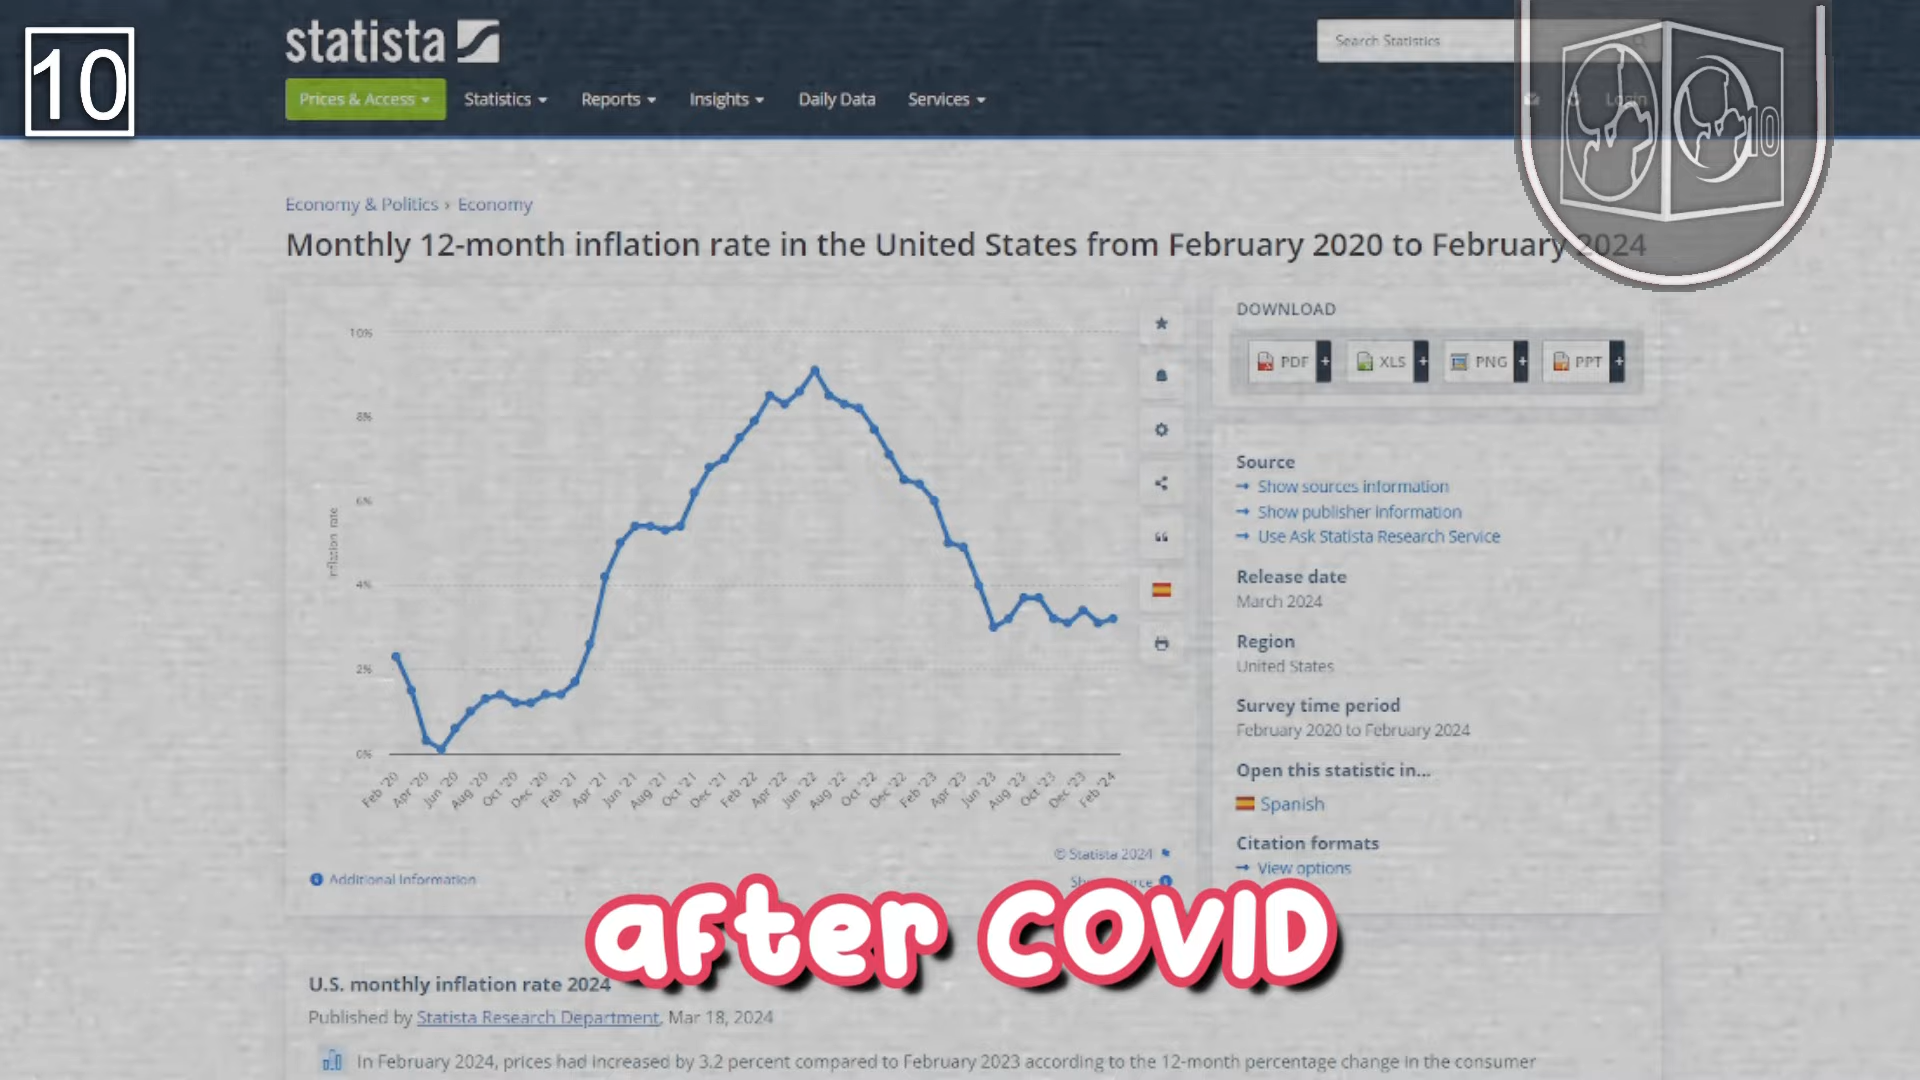 10
statista
Search Statistics
Prices & Access
Statistics
Reports
Insights
Daily Data
Services
Login
10
Economy & Politics › Economy
Monthly 12-month inflation rate in the United States from February 2020 to February 2024
10%
8%
6%
4%
2%
0%
Inflation rate
Feb '20
Apr '20
Jun '20
Aug '20
Oct '20
Dec '20
Feb '21
Apr '21
Jun '21
Aug '21
Oct '21
Dec '21
Feb '22
Apr '22
Jun '22
Aug '22
Oct '22
Dec '22
Feb '23
Apr '23
Jun '23
Aug '23
Oct '23
Dec '23
Feb '24
© Statista 2024
Additional Information
DOWNLOAD
PDF +
XLS +
PNG +
PPT +
Source
→ Show sources information
→ Show publisher information
→ Use Ask Statista Research Service
Release date
March 2024
Region
United States
Survey time period
February 2020 to February 2024
Open this statistic in...
Spanish
Citation formats
→ View options
after COVID
U.S. monthly inflation rate 2024
Published by Statista Research Department, Mar 18, 2024
In February 2024, prices had increased by 3.2 percent compared to February 2023 according to the 12-month percentage change in the consumer